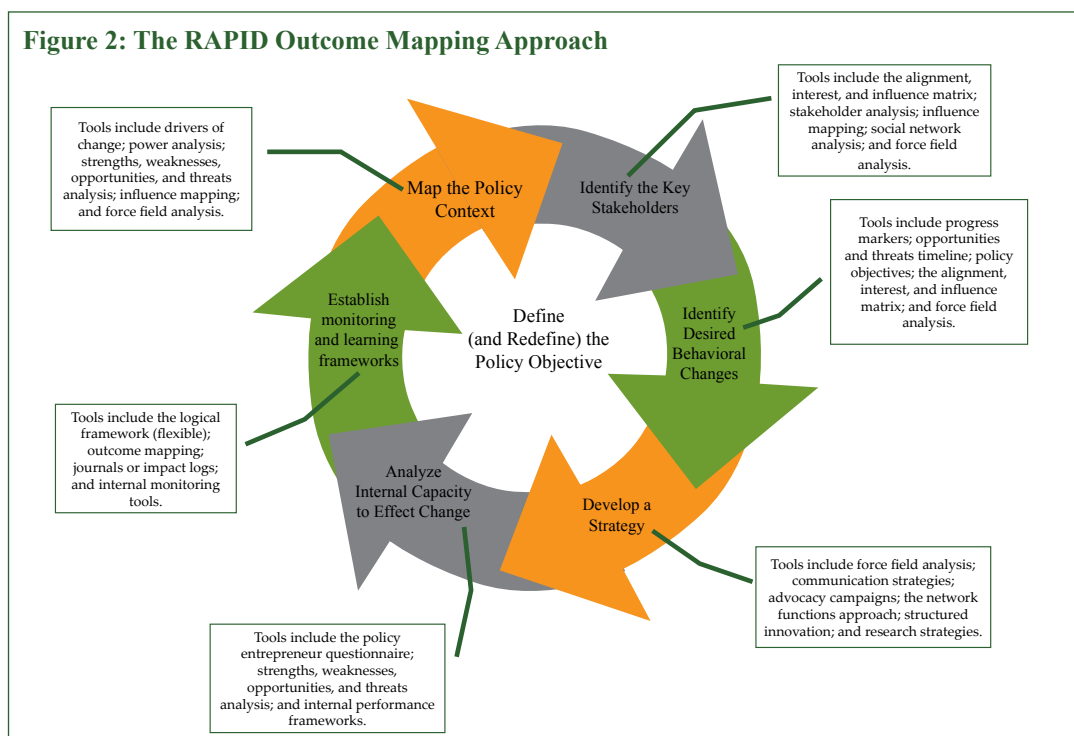 Figure 2: The RAPID Outcome Mapping Approach
Tools include drivers of
change; power analysis;
strengths, weaknesses,
opportunities, and threats
analysis; influence mapping;
and force field analysis.
Map the Policy
Context
Identify the Key
Stakeholders
Tools include the alignment,
interest, and influence matrix;
stakeholder analysis; influence
mapping; social network
analysis; and force field
analysis.
Identify
Desired
Behavioral
Changes
Tools include progress
markers; opportunities
and threats timeline; policy
objectives; the alignment,
interest, and influence
matrix; and force field
analysis.
Define
(and Redefine) the
Policy Objective
Establish
monitoring
and learning
frameworks
Tools include the logical
framework (flexible);
outcome mapping;
journals or impact logs;
and internal monitoring
tools.
Analyze
Internal Capacity
to Effect Change
Tools include the policy
entrepreneur questionnaire;
strengths, weaknesses,
opportunities, and threats
analysis; and internal performance
frameworks.
Develop a
Strategy
Tools include force field analysis;
communication strategies;
advocacy campaigns; the network
functions approach; structured
innovation; and research strategies.